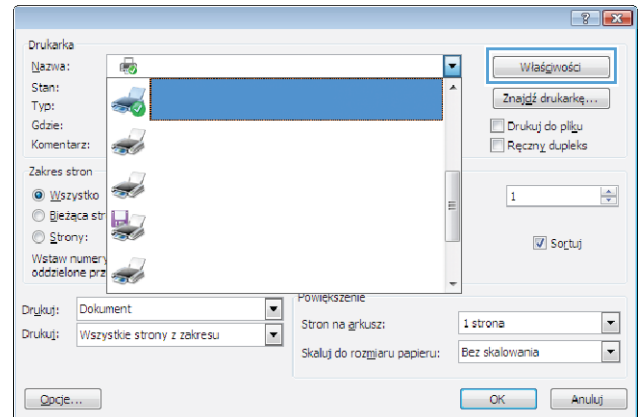 Drukarka
Nazwa:
Właściwości
Stan:
Znajdź drukarkę...
Typ:
Gdzie:
Drukuj do pliku
Komentarz:
Ręczny dupleks
Zakres stron
Wszystko
1
Bieżąca str
Strony:
Sortuj
Wstaw numery
oddzielone prz
Powiększenie
Drukuj: Dokument
Stron na arkusz: 1 strona
Drukuj: Wszystkie strony z zakresu
Skaluj do rozmiaru papieru: Bez skalowania
Opcje...
OK
Anuluj